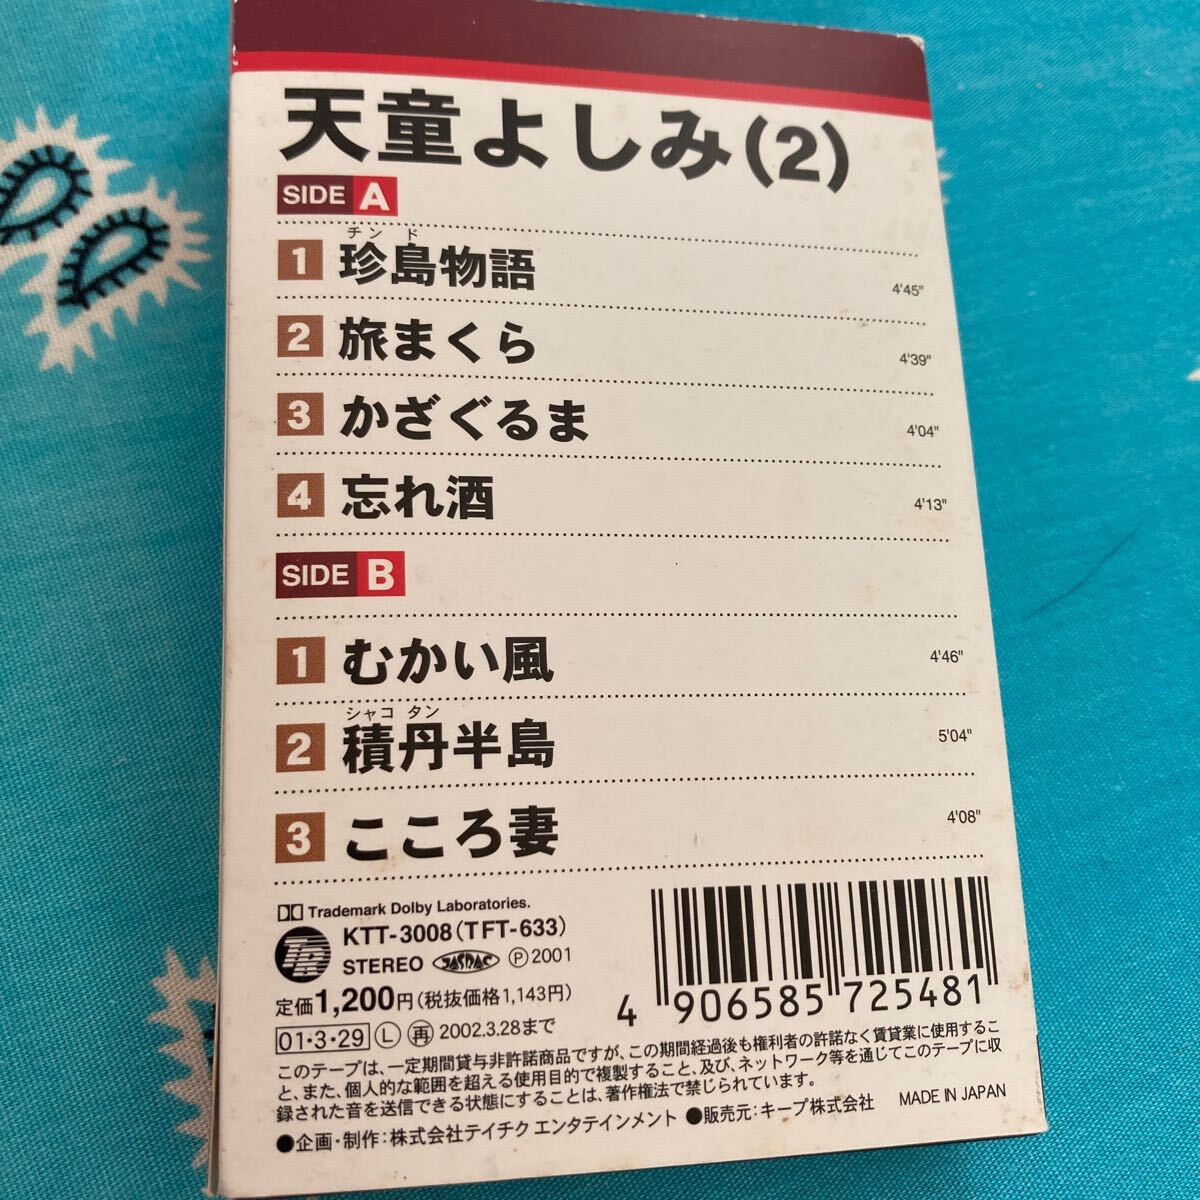 天童よしみ(2)
SIDE A
チンド
1 珍島物語 4'45"
2 旅まくら 4'39"
3 かざぐるま 4'04"
4 忘れ酒 4'13"
SIDE B
1 むかい風 4'46"
シャコ タン
2 積丹半島 5'04"
3 こころ妻 4'08"
Trademark Dolby Laboratories.
KTT-3008(TFT-633)
STEREO JASRAC Ⓟ2001
定価1,200円(税抜価格1,143円)
01・3・29 Ⓛ 再 2002.3.28まで
4 906585 725481
このテープは、一定期間貸与非許諾商品ですが、この期間経過後も権利者の許諾なく賃貸業に使用するこ
と、また、個人的な範囲を超える使用目的で複製すること、及び、ネットワーク等を通じてこのテープに収
録された音を送信できる状態にすることは、著作権法で禁じられています。
●企画・制作:株式会社テイチクエンタテインメント ●販売元:キープ株式会社 MADE IN JAPAN